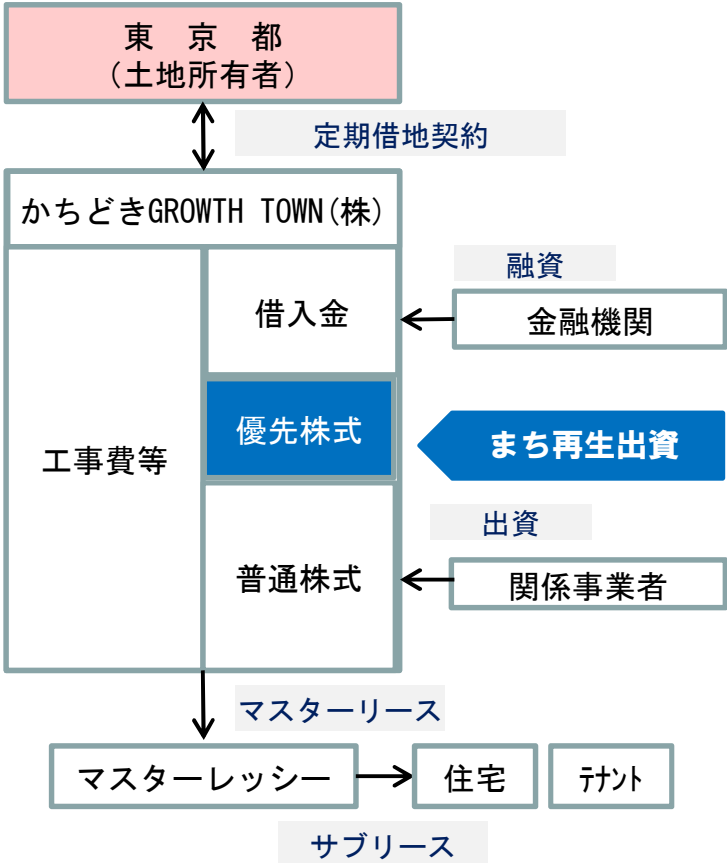 東　京　都
（土地所有者）
定期借地契約
かちどきGROWTH TOWN（株）
融資
借入金
金融機関
優先株式
まち再生出資
工事費等
出資
普通株式
関係事業者
マスターリース
マスターレッシー
住宅
ﾃﾅﾝﾄ
サブリース